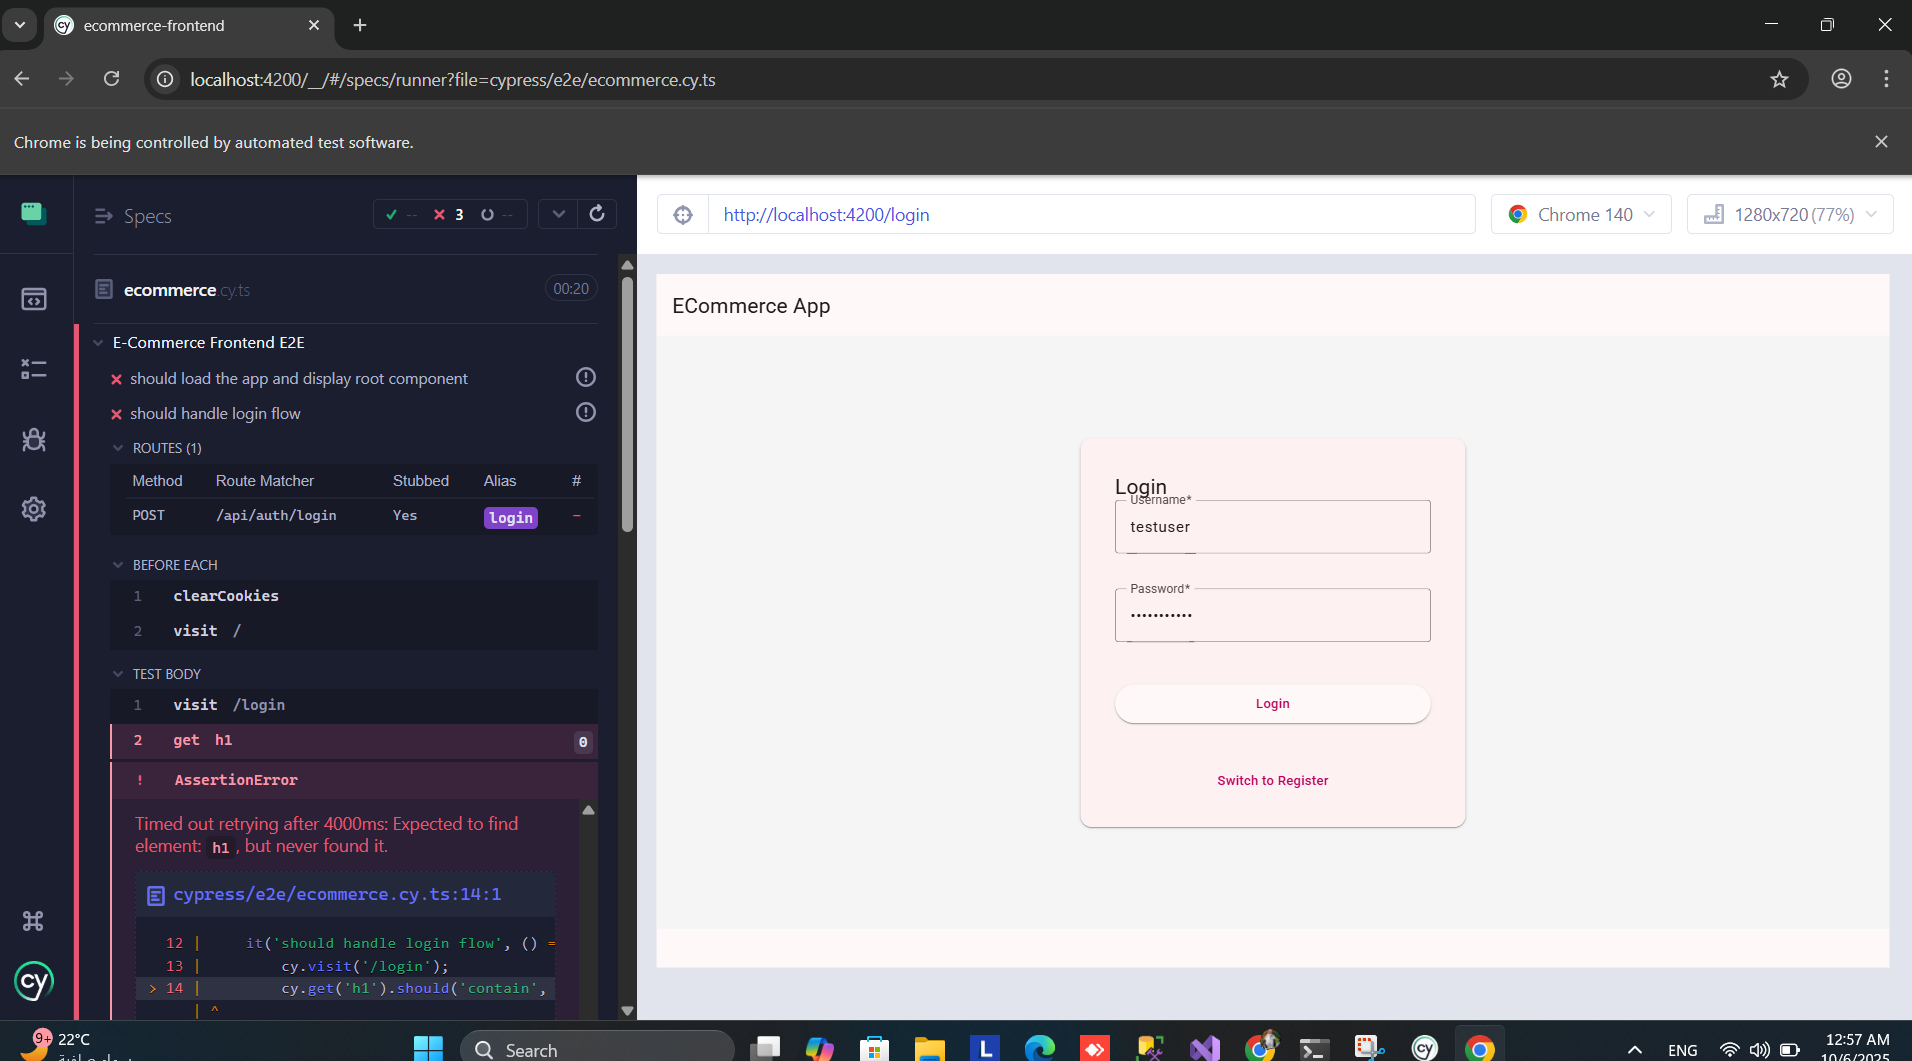 ecommerce-frontend
localhost:4200/__/#/specs/runner?file=cypress/e2e/ecommerce.cy.ts
Chrome is being controlled by automated test software.
Specs
-- 3 --
ecommerce.cy.ts 00:20
E-Commerce Frontend E2E
should load the app and display root component
should handle login flow
ROUTES (1)
Method Route Matcher Stubbed Alias #
POST /api/auth/login Yes login -
BEFORE EACH
1 clearCookies
2 visit /
TEST BODY
1 visit /login
2 get h1 0
! AssertionError
Timed out retrying after 4000ms: Expected to find
element: h1, but never found it.
cypress/e2e/ecommerce.cy.ts:14:1
12 | it('should handle login flow', () =
13 | cy.visit('/login');
> 14 | cy.get('h1').should('contain',
| ^
cy
http://localhost:4200/login
Chrome 140
1280x720 (77%)
ECommerce App
Login
Username*
testuser
Password*
•••••••••••
Login
Switch to Register
9+
22°C
Search
ENG
12:57 AM
10/6/2025